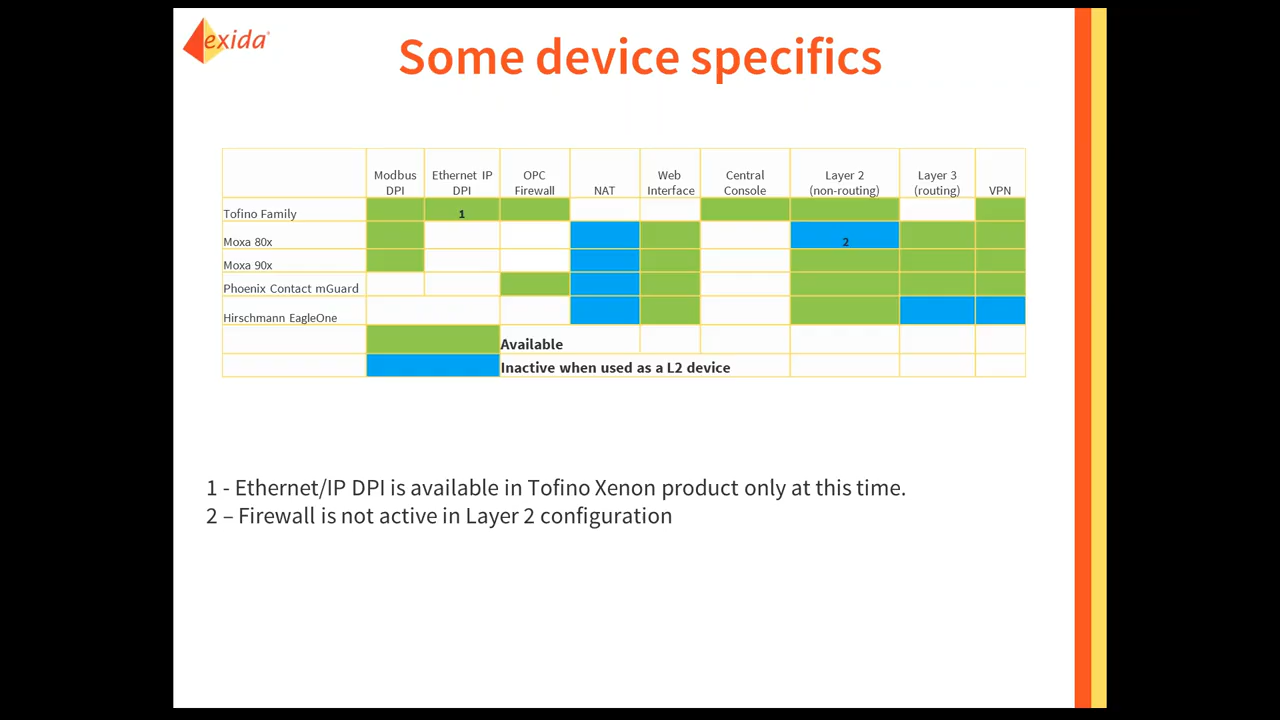 exida
Some device specifics
Modbus DPI Ethernet IP DPI OPC Firewall NAT Web Interface Central Console Layer 2 (non-routing) Layer 3 (routing) VPN
Tofino Family 1
Moxa 80x 2
Moxa 90x
Phoenix Contact mGuard
Hirschmann EagleOne
Available
Inactive when used as a L2 device
1 - Ethernet/IP DPI is available in Tofino Xenon product only at this time.
2 – Firewall is not active in Layer 2 configuration